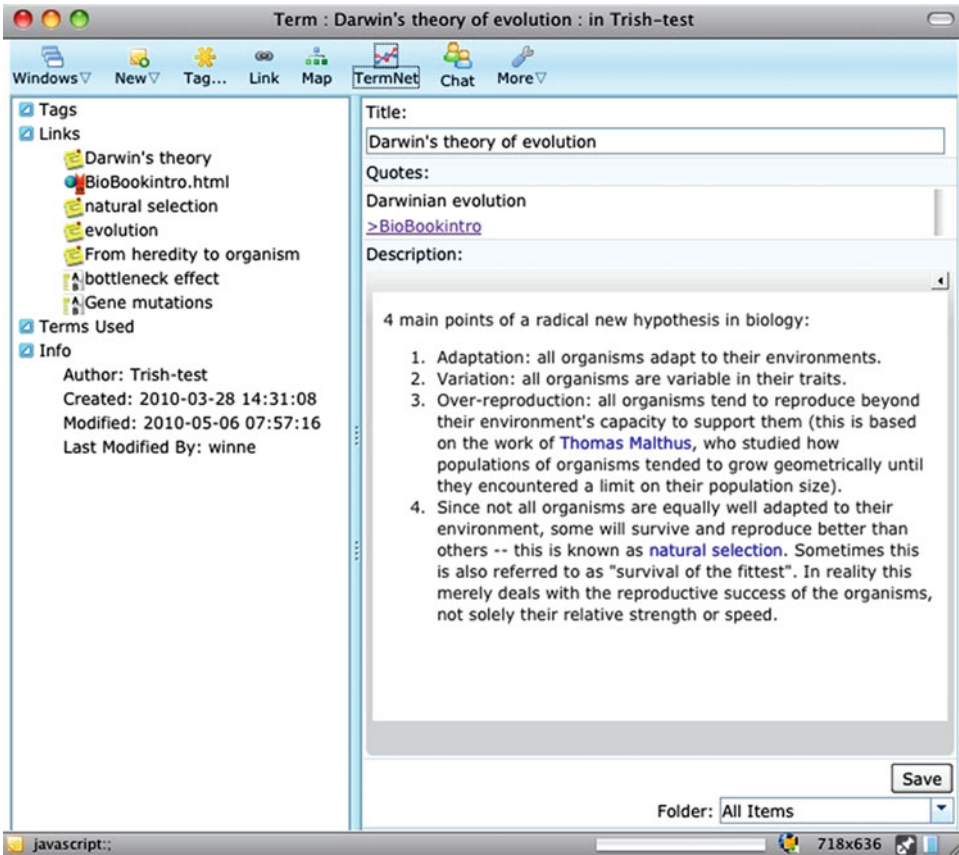 Term : Darwin's theory of evolution : in Trish-test
Windows New Tag... Link Map TermNet Chat More
Tags
Links
Darwin's theory
BioBookintro.html
natural selection
evolution
From heredity to organism
bottleneck effect
Gene mutations
Terms Used
Info
Author: Trish-test
Created: 2010-03-28 14:31:08
Modified: 2010-05-06 07:57:16
Last Modified By: winne
Title:
Darwin's theory of evolution
Quotes:
Darwinian evolution
>BioBookintro
Description:
4 main points of a radical new hypothesis in biology:
1. Adaptation: all organisms adapt to their environments.
2. Variation: all organisms are variable in their traits.
3. Over-reproduction: all organisms tend to reproduce beyond
their environment's capacity to support them (this is based
on the work of Thomas Malthus, who studied how
populations of organisms tended to grow geometrically until
they encountered a limit on their population size).
4. Since not all organisms are equally well adapted to their
environment, some will survive and reproduce better than
others -- this is known as natural selection. Sometimes this
is also referred to as "survival of the fittest". In reality this
merely deals with the reproductive success of the organisms,
not solely their relative strength or speed.
Save
Folder: All Items
javascript:;
718x636